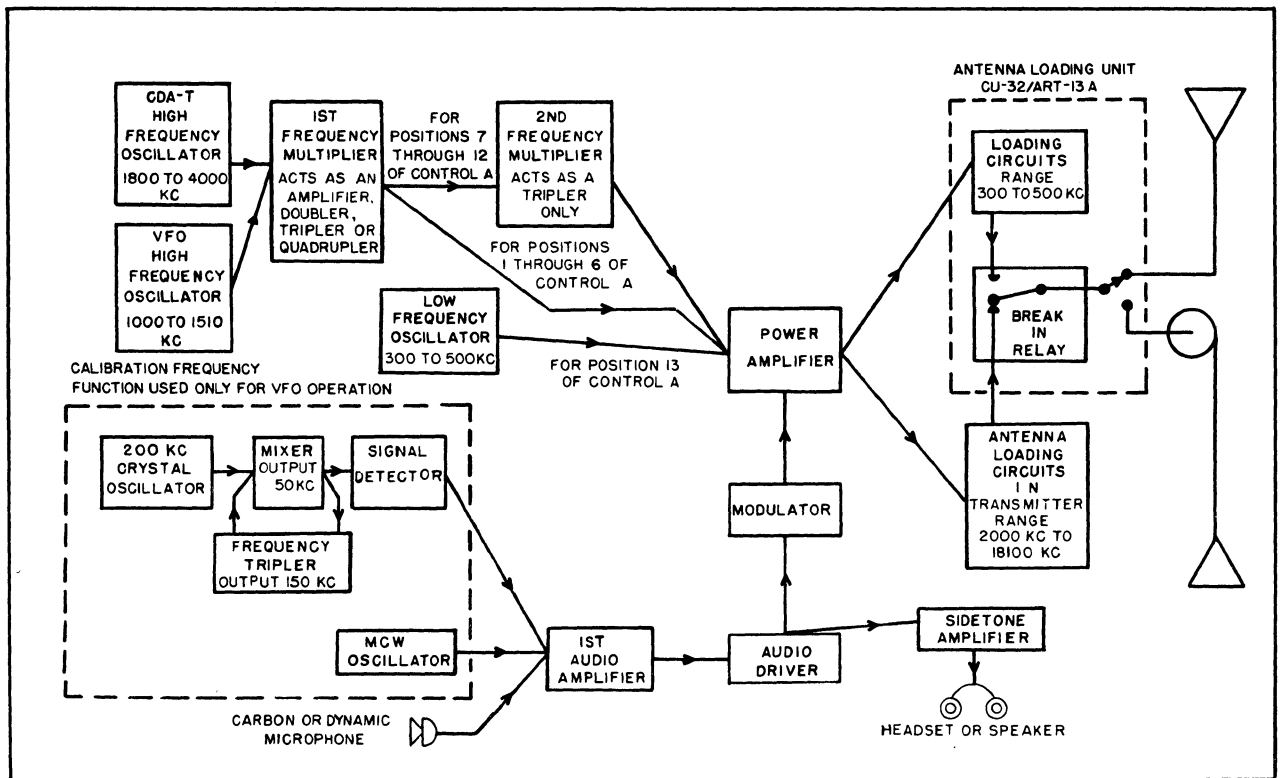 CDA-T
HIGH
FREQUENCY
OSCILLATOR
1800 TO 4000
KC
VFO
HIGH
FREQUENCY
OSCILLATOR
1000 TO 1510
KC
1ST
FREQUENCY
MULTIPLIER
ACTS AS AN
AMPLIFIER,
DOUBLER,
TRIPLER OR
QUADRUPLER
FOR
POSITIONS 7
THROUGH 12
OF CONTROL A
2ND
FREQUENCY
MULTIPLIER
ACTS AS A
TRIPLER
ONLY
FOR POSITIONS
1 THROUGH 6 OF
CONTROL A
LOW
FREQUENCY
OSCILLATOR
300 TO 500KC
FOR POSITION 13
OF CONTROL A
POWER
AMPLIFIER
ANTENNA LOADING UNIT
CU-32/ART-13A
LOADING
CIRCUITS
RANGE
300 TO 500 KC
BREAK
IN
RELAY
ANTENNA
LOADING
CIRCUITS
IN
TRANSMITTER
RANGE
2000 KC TO
18100 KC
CALIBRATION FREQUENCY
FUNCTION USED ONLY FOR VFO OPERATION
200 KC
CRYSTAL
OSCILLATOR
MIXER
OUTPUT
50KC
SIGNAL
DETECTOR
FREQUENCY
TRIPLER
OUTPUT 150 KC
MCW
OSCILLATOR
CARBON OR DYNAMIC
MICROPHONE
1ST
AUDIO
AMPLIFIER
AUDIO
DRIVER
MODULATOR
SIDETONE
AMPLIFIER
HEADSET OR SPEAKER